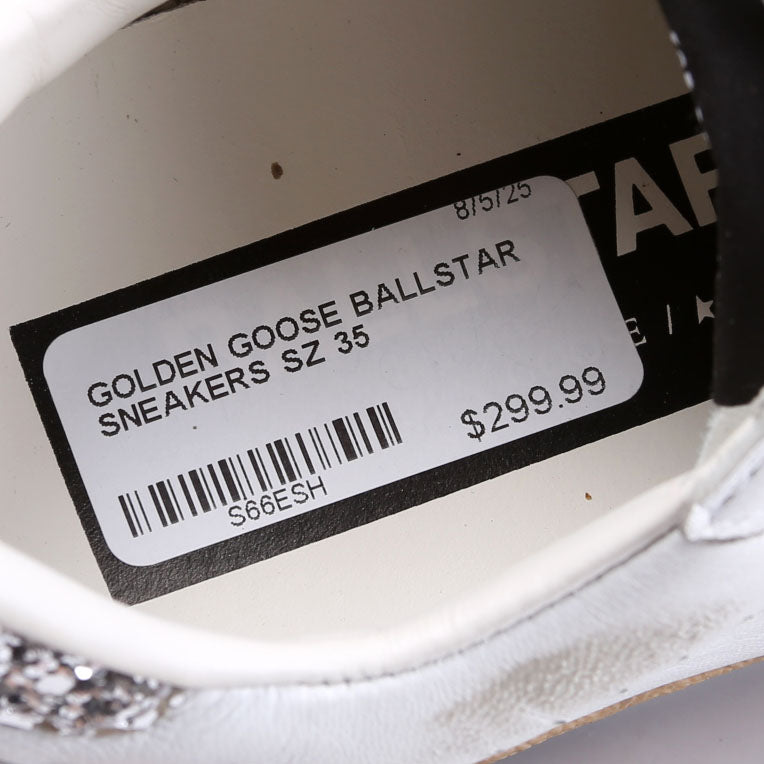 8/5/25
GOLDEN GOOSE BALLSTAR
SNEAKERS SZ 35
$299.99
S66ESH